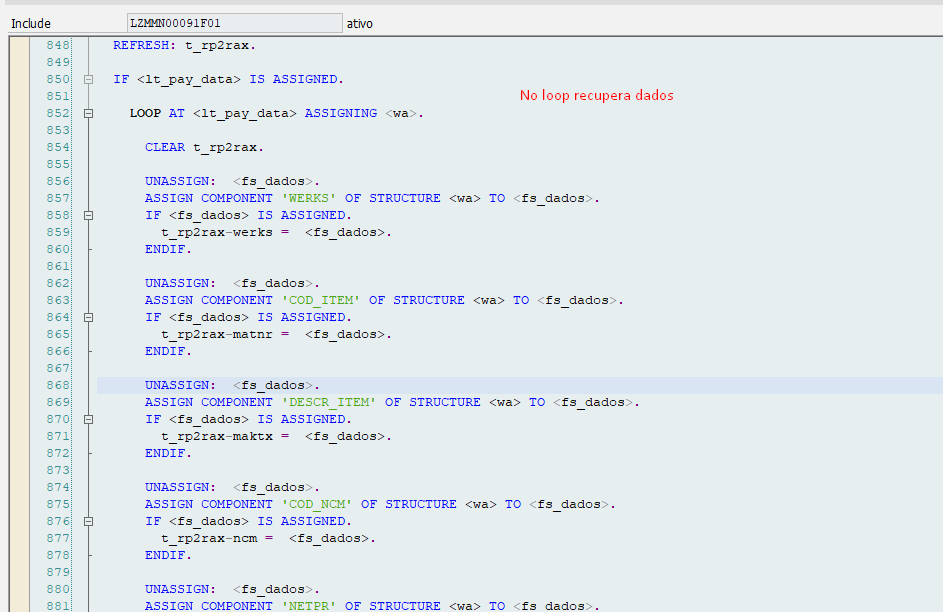 Include LZMMN00091F01 ativo
848 REFRESH: t_rp2rax.
849
850 IF <lt_pay_data> IS ASSIGNED.
851 No loop recupera dados
852 LOOP AT <lt_pay_data> ASSIGNING <wa>.
853
854 CLEAR t_rp2rax.
855
856 UNASSIGN: <fs_dados>.
857 ASSIGN COMPONENT 'WERKS' OF STRUCTURE <wa> TO <fs_dados>.
858 IF <fs_dados> IS ASSIGNED.
859 t_rp2rax-werks = <fs_dados>.
860 ENDIF.
861
862 UNASSIGN: <fs_dados>.
863 ASSIGN COMPONENT 'COD_ITEM' OF STRUCTURE <wa> TO <fs_dados>.
864 IF <fs_dados> IS ASSIGNED.
865 t_rp2rax-matnr = <fs_dados>.
866 ENDIF.
867
868 UNASSIGN: <fs_dados>.
869 ASSIGN COMPONENT 'DESCR_ITEM' OF STRUCTURE <wa> TO <fs_dados>.
870 IF <fs_dados> IS ASSIGNED.
871 t_rp2rax-maktx = <fs_dados>.
872 ENDIF.
873
874 UNASSIGN: <fs_dados>.
875 ASSIGN COMPONENT 'COD_NCM' OF STRUCTURE <wa> TO <fs_dados>.
876 IF <fs_dados> IS ASSIGNED.
877 t_rp2rax-ncm = <fs_dados>.
878 ENDIF.
879
880 UNASSIGN: <fs_dados>.
881 ASSIGN COMPONENT 'NETPR' OF STRUCTURE <wa> TO <fs_dados>.